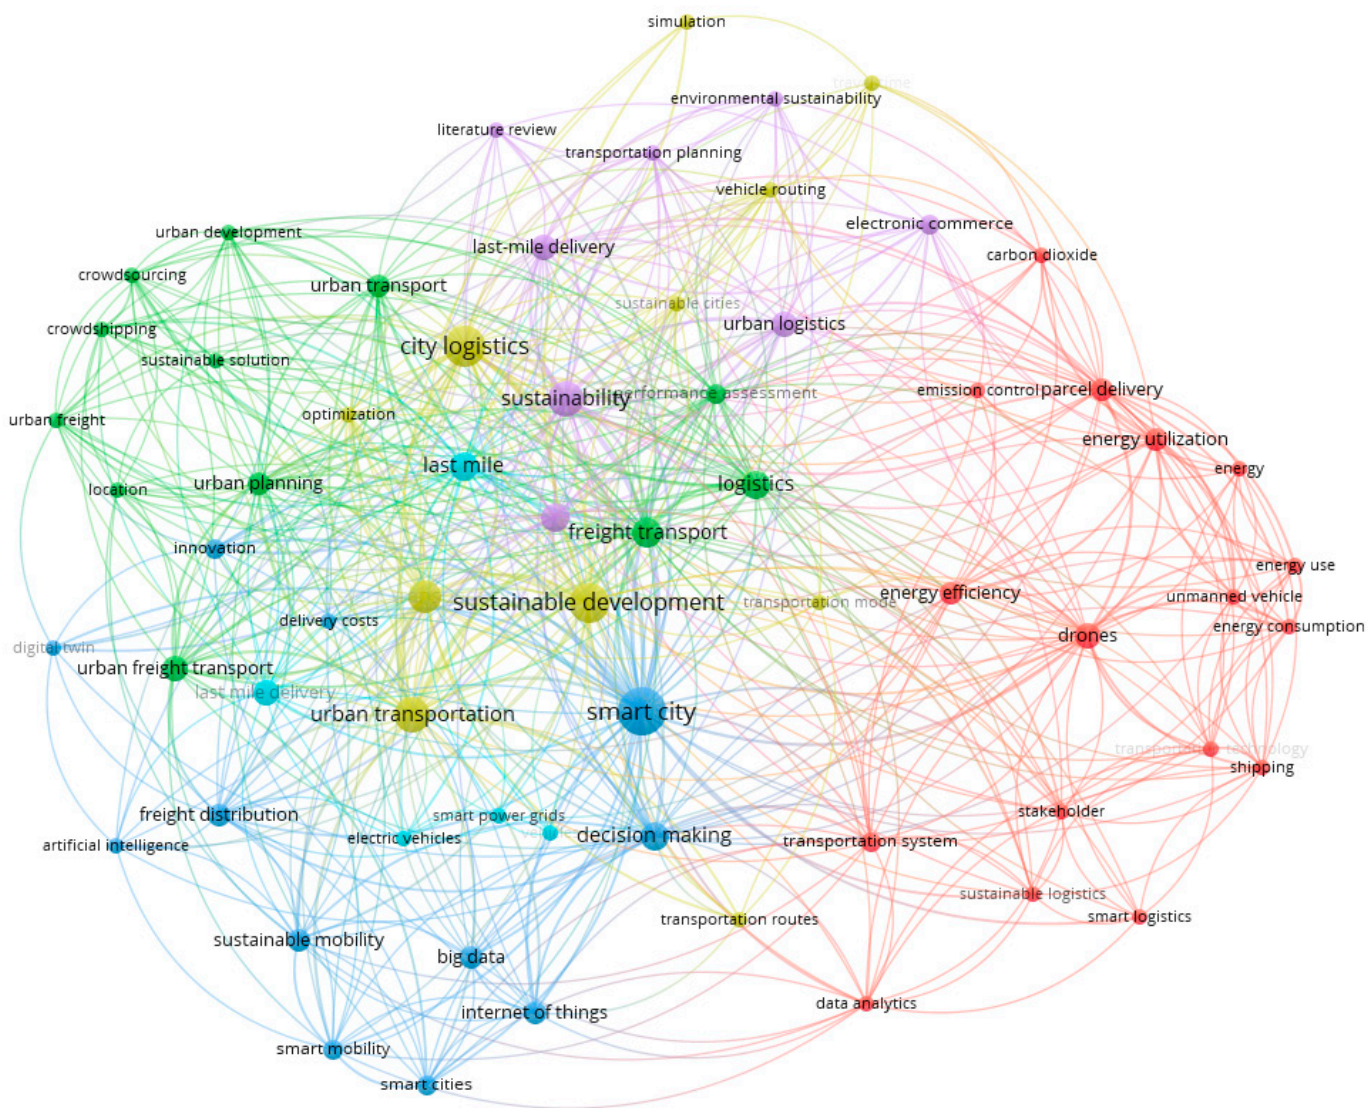 simulation
travel time
environmental sustainability
literature review
transportation planning
vehicle routing
electronic commerce
urban development
last-mile delivery
carbon dioxide
crowdsourcing
urban transport
sustainable cities
crowdshipping
urban logistics
city logistics
sustainable solution
emission control
parcel delivery
sustainability
performance assessment
optimization
urban freight
energy utilization
last mile
energy
urban planning
logistics
location
freight transport
innovation
energy use
energy efficiency
unmanned vehicle
sustainable development
transportation mode
delivery costs
energy consumption
drones
digital twin
urban freight transport
last mile delivery
smart city
urban transportation
transportation technology
shipping
stakeholder
freight distribution
smart power grids
vehicle
electric vehicles
decision making
transportation system
artificial intelligence
sustainable logistics
smart logistics
transportation routes
sustainable mobility
big data
data analytics
internet of things
smart mobility
smart cities